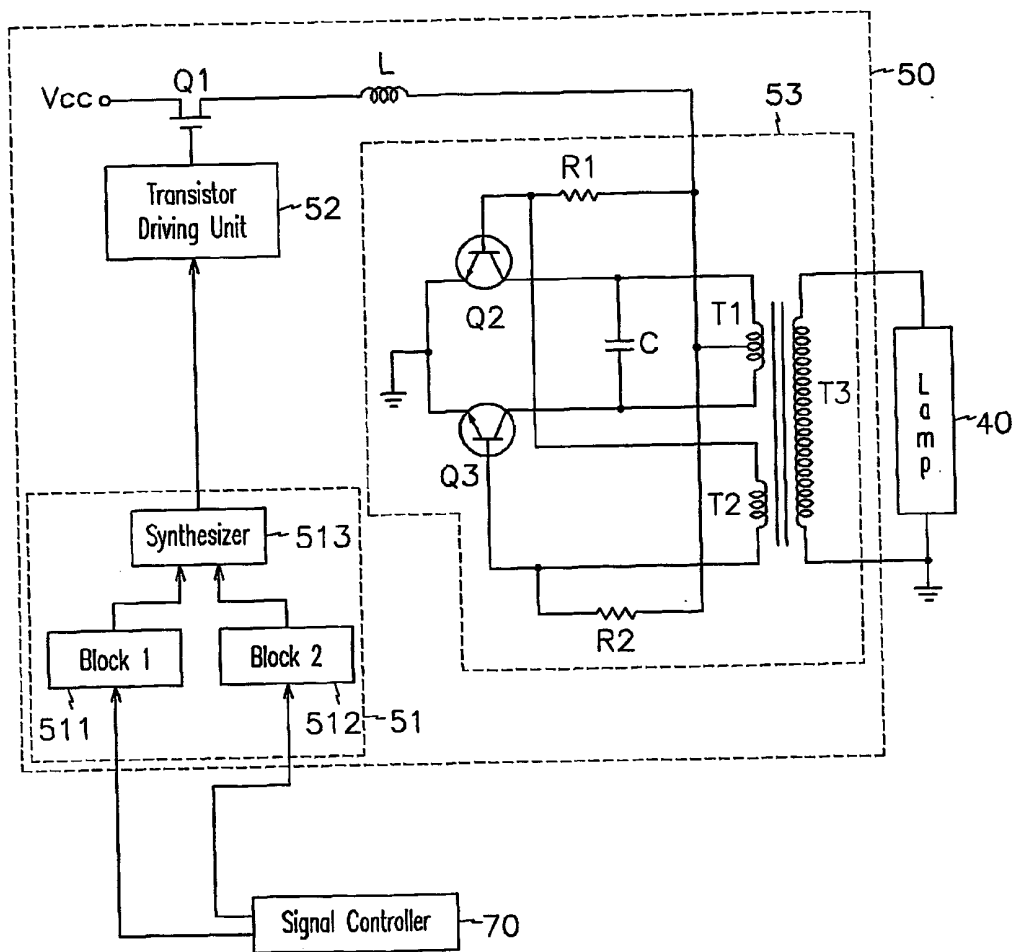 50
Vcc
Q1
L
53
Transistor
Driving Unit
52
R1
Q2
C
T1
T3
Lamp
40
Q3
T2
R2
Synthesizer
513
Block 1
Block 2
511
512
51
Signal Controller
70